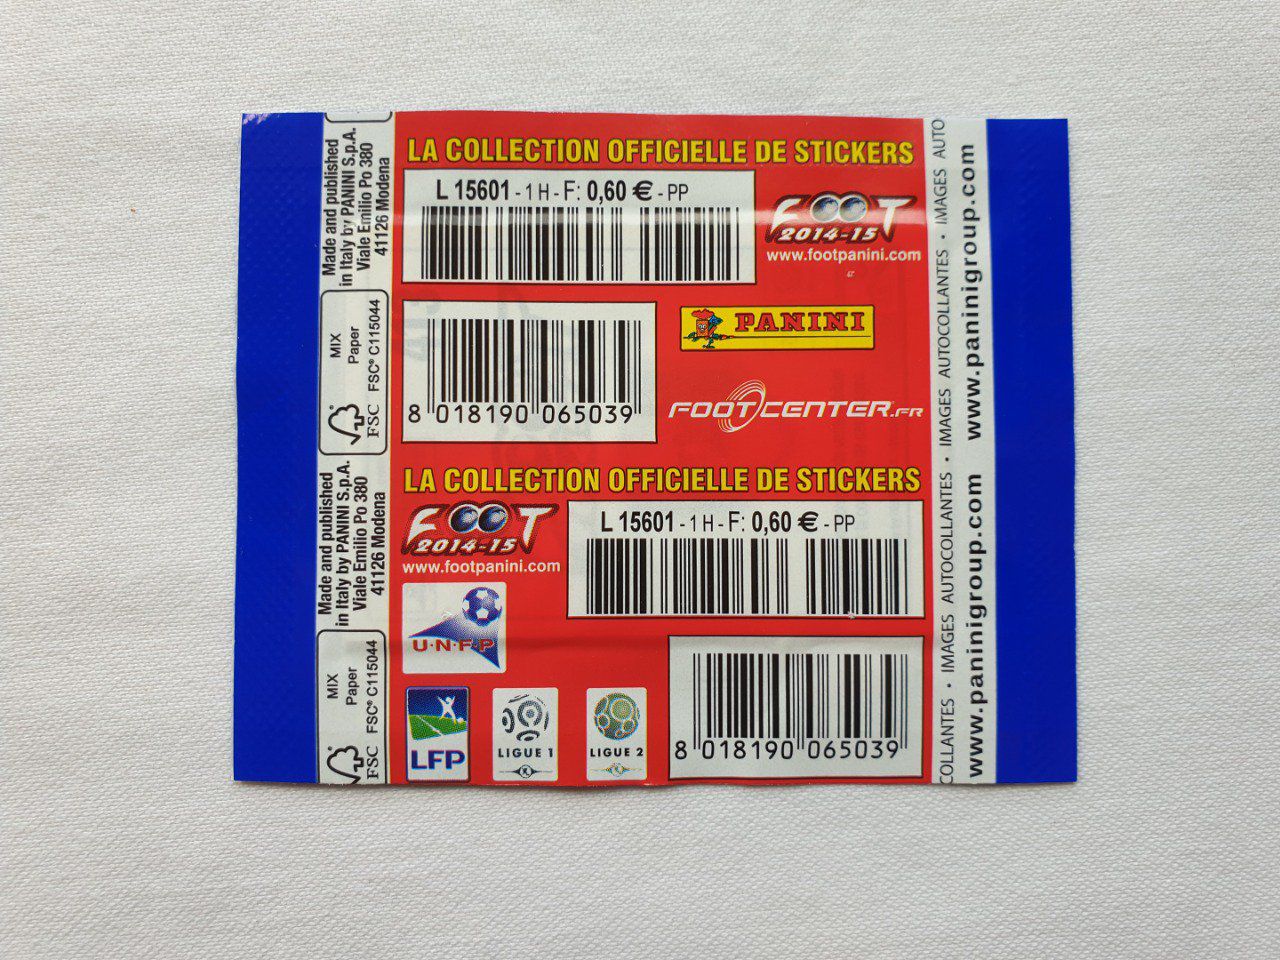 LA COLLECTION OFFICIELLE DE STICKERS
L 15601 - 1 H - F: 0,60 € - PP
FOOT
2014-15
www.footpanini.com
PANINI
8 018190 065039
FOOTCENTER.FR
LA COLLECTION OFFICIELLE DE STICKERS
FOOT
2014-15
www.footpanini.com
L 15601 - 1 H - F: 0,60 € - PP
U·N·F·P
LFP
LIGUE 1
LIGUE 2
8 018190 065039
Made and published
in Italy by PANINI S.p.A.
Viale Emilio Po 380
41126 Modena
MIX
Paper
FSC® C115044
FSC
Made and published
in Italy by PANINI S.p.A.
Viale Emilio Po 380
41126 Modena
MIX
Paper
FSC® C115044
FSC
COLLANTES • IMAGES AUTOCOLLANTES • IMAGES AUTOCOLLANTES • IMAGES AUTO
www.paninigroup.com
www.paninigroup.com